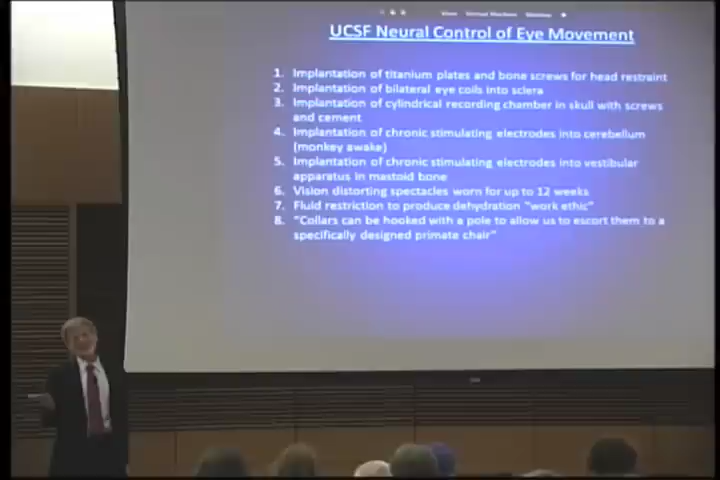 UCSF Neural Control of Eye Movement
1. Implantation of titanium plates and bone screws for head restraint
2. Implantation of bilateral eye coils into sclera
3. Implantation of cylindrical recording chamber in skull with screws
and cement
4. Implantation of chronic stimulating electrodes into cerebellum
(monkey awake)
5. Implantation of chronic stimulating electrodes into vestibular
apparatus in mastoid bone
6. Vision distorting spectacles worn for up to 12 weeks
7. Fluid restriction to produce dehydration “work ethic”
8. “Collars can be hooked with a pole to allow us to escort them to a
specifically designed primate chair”